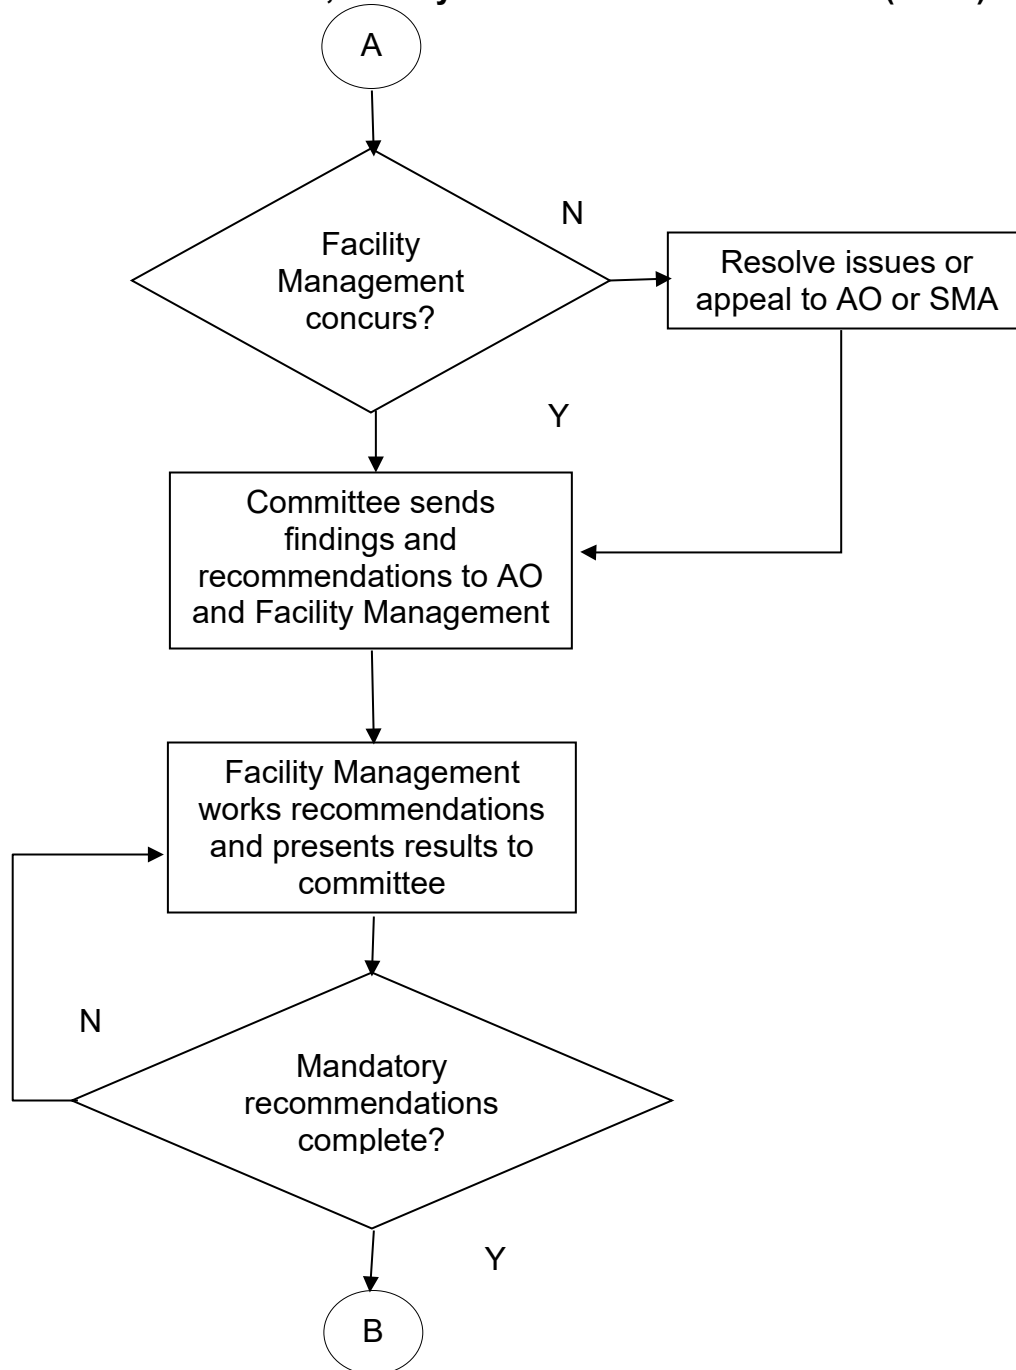 A
N
Facility
Management
concurs?
Resolve issues or
appeal to AO or SMA
Y
Committee sends
findings and
recommendations to AO
and Facility Management
Facility Management
works recommendations
and presents results to
committee
N
Mandatory
recommendations
complete?
Y
B